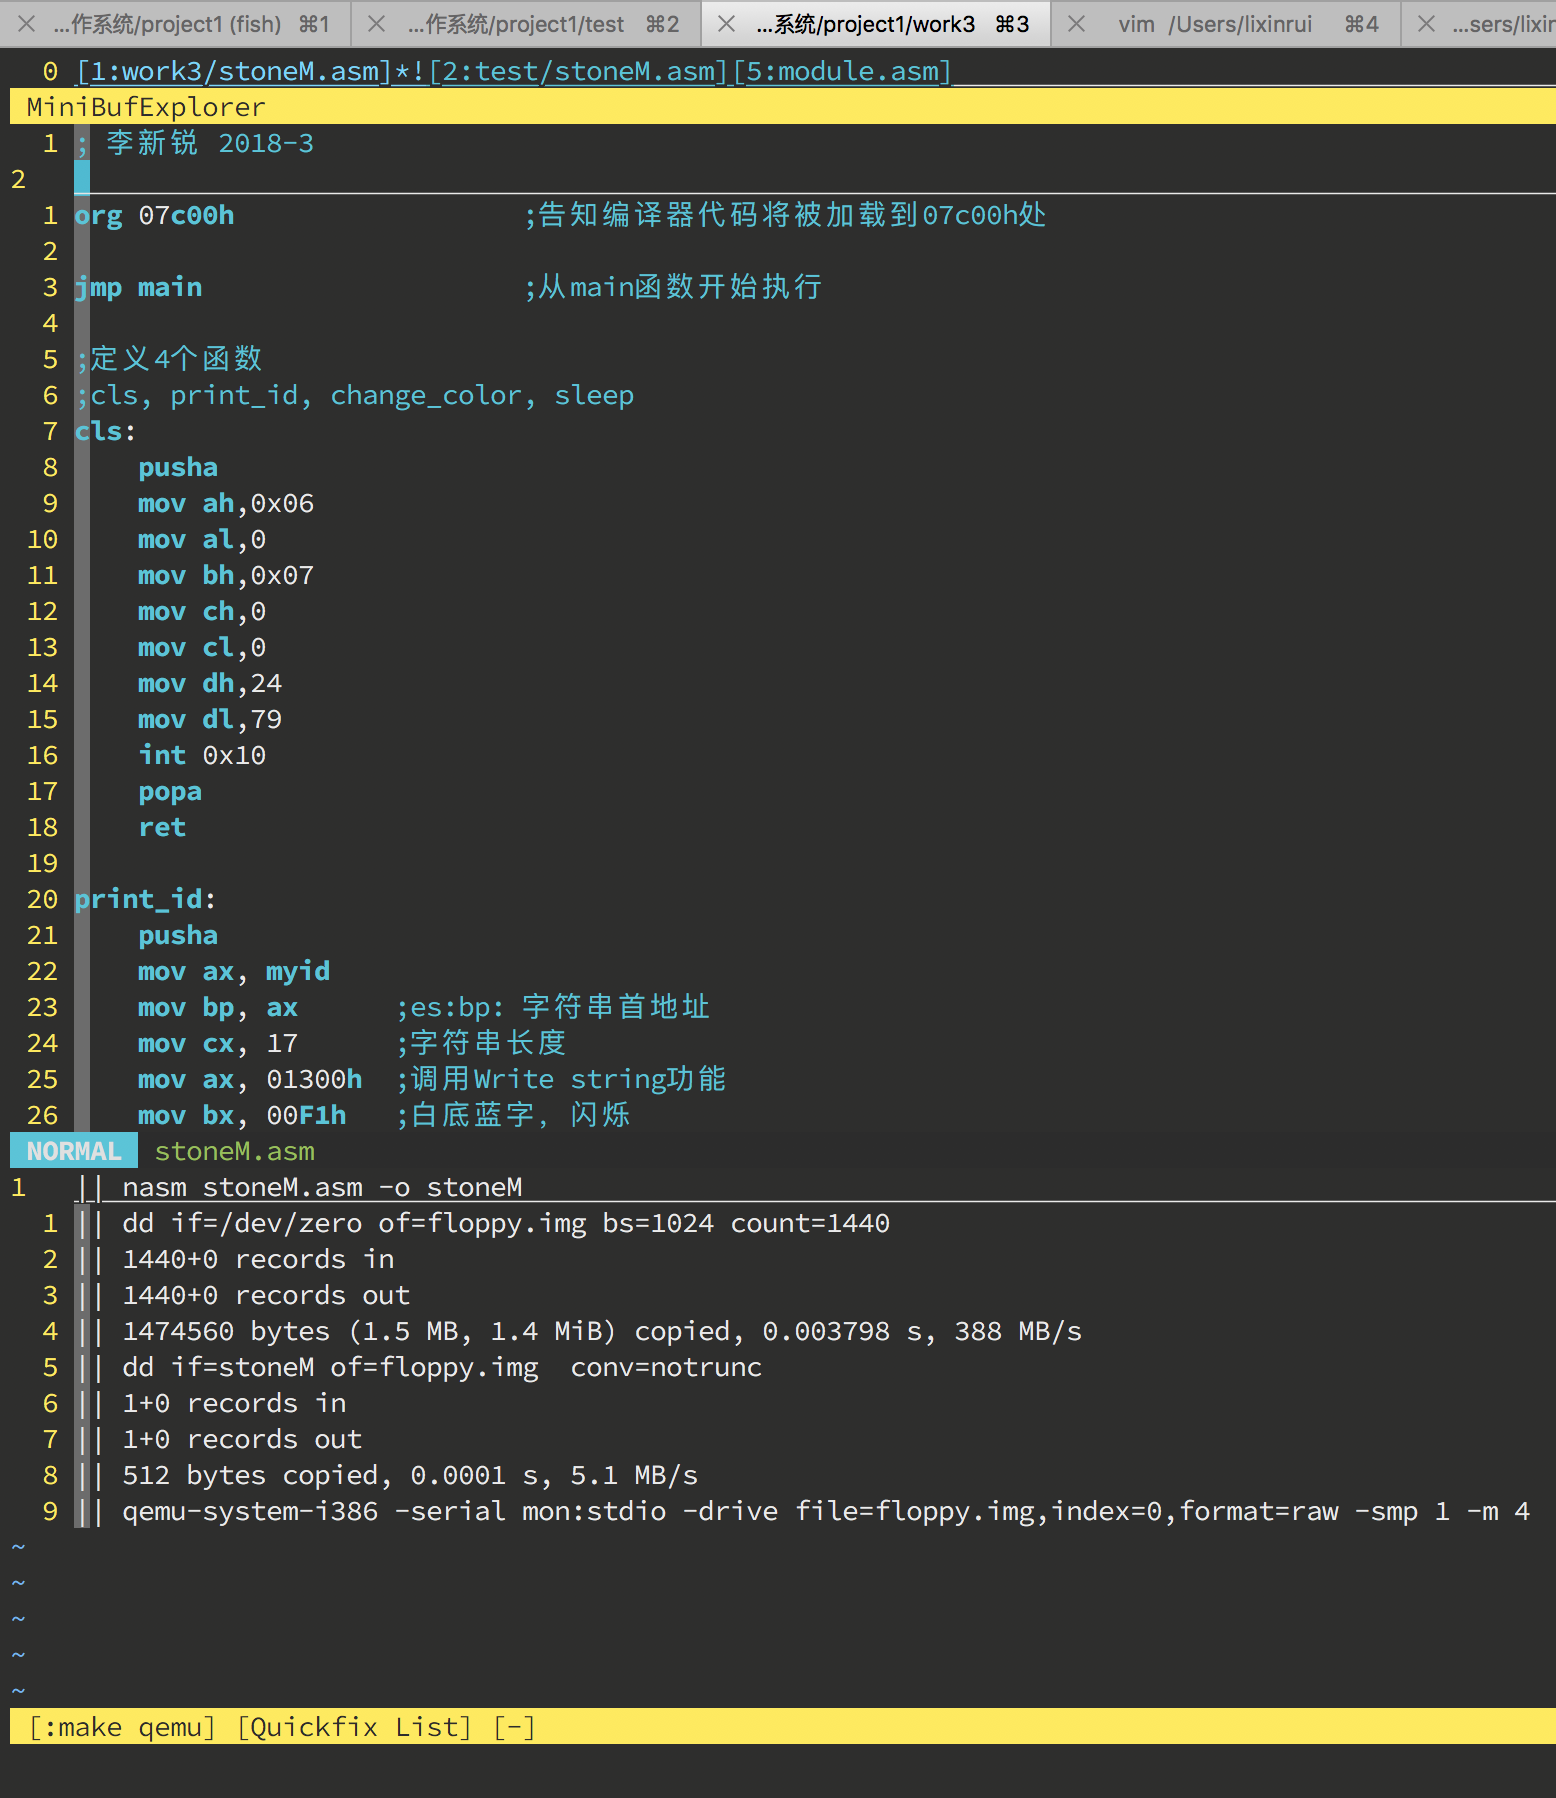 ...作系统/project1 (fish) ⌘1 ...作系统/project1/test ⌘2 ...系统/project1/work3 ⌘3 vim /Users/lixinrui ⌘4 ...sers/lixin
0 [1:work3/stoneM.asm]*![2:test/stoneM.asm][5:module.asm]
MiniBufExplorer
1 ; 李新锐 2018-3
2
1 org 07c00h ;告知编译器代码将被加载到07c00h处
2
3 jmp main ;从main函数开始执行
4
5 ;定义4个函数
6 ;cls, print_id, change_color, sleep
7 cls:
8 pusha
9 mov ah,0x06
10 mov al,0
11 mov bh,0x07
12 mov ch,0
13 mov cl,0
14 mov dh,24
15 mov dl,79
16 int 0x10
17 popa
18 ret
19
20 print_id:
21 pusha
22 mov ax, myid
23 mov bp, ax ;es:bp: 字符串首地址
24 mov cx, 17 ;字符串长度
25 mov ax, 01300h ;调用Write string功能
26 mov bx, 00F1h ;白底蓝字, 闪烁
NORMAL stoneM.asm
1 || nasm stoneM.asm -o stoneM
1 || dd if=/dev/zero of=floppy.img bs=1024 count=1440
2 || 1440+0 records in
3 || 1440+0 records out
4 || 1474560 bytes (1.5 MB, 1.4 MiB) copied, 0.003798 s, 388 MB/s
5 || dd if=stoneM of=floppy.img  conv=notrunc
6 || 1+0 records in
7 || 1+0 records out
8 || 512 bytes copied, 0.0001 s, 5.1 MB/s
9 || qemu-system-i386 -serial mon:stdio -drive file=floppy.img,index=0,format=raw -smp 1 -m 4
~
~
~
~
~
[:make qemu] [Quickfix List] [-]